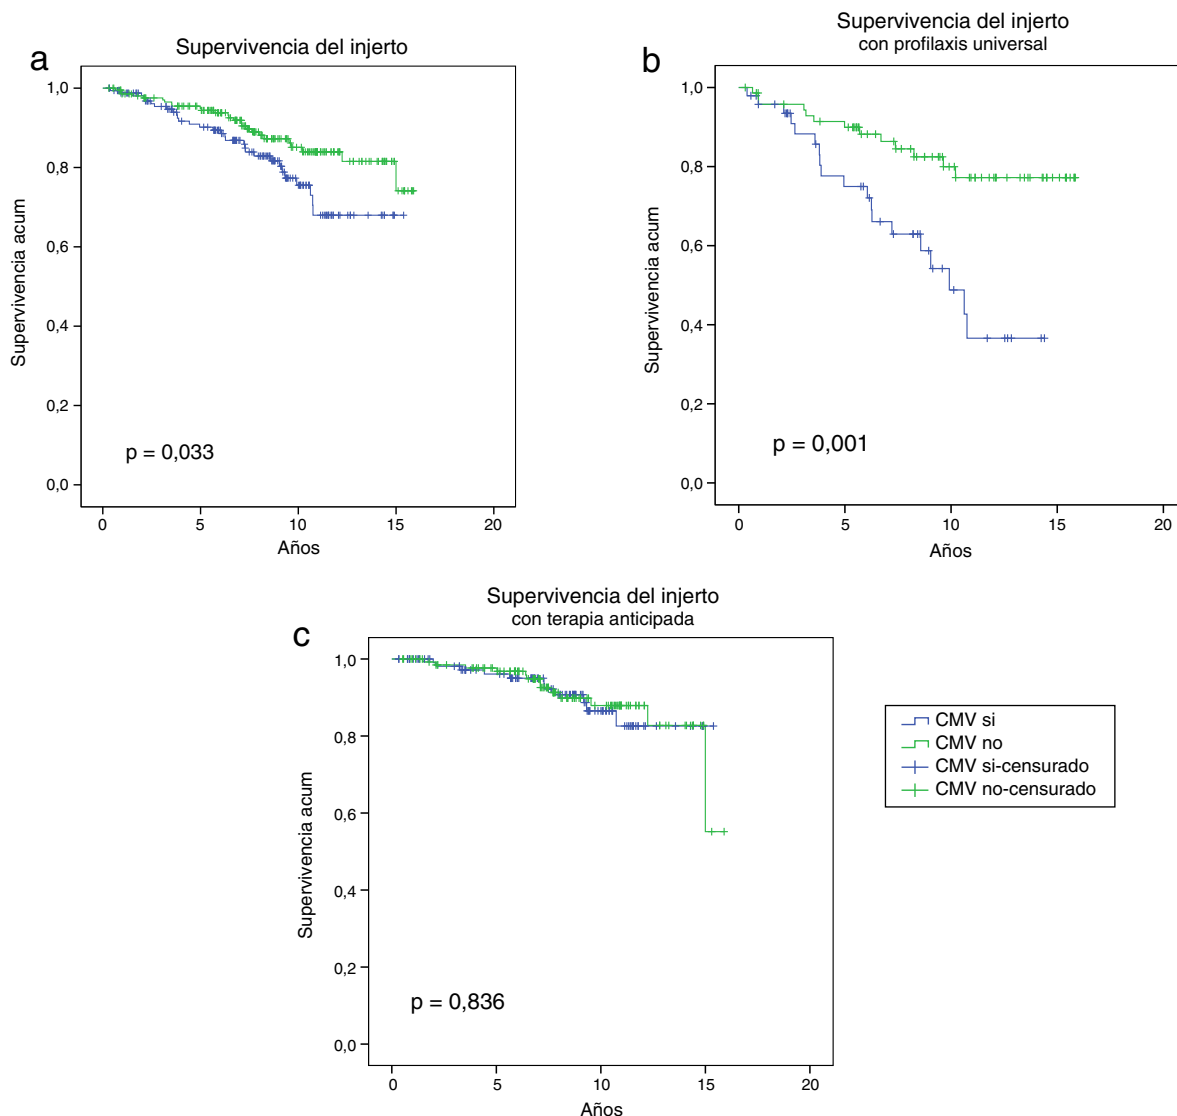 a
Supervivencia del injerto
Supervivencia acum
1,0
0,8
0,6
0,4
0,2
0,0
p = 0,033
0 5 10 15 20
Años
b
Supervivencia del injerto
con profilaxis universal
Supervivencia acum
1,0
0,8
0,6
0,4
0,2
0,0
p = 0,001
0 5 10 15 20
Años
c
Supervivencia del injerto
con terapia anticipada
Supervivencia acum
1,0
0,8
0,6
0,4
0,2
0,0
p = 0,836
0 5 10 15 20
Años
CMV si
CMV no
CMV si-censurado
CMV no-censurado